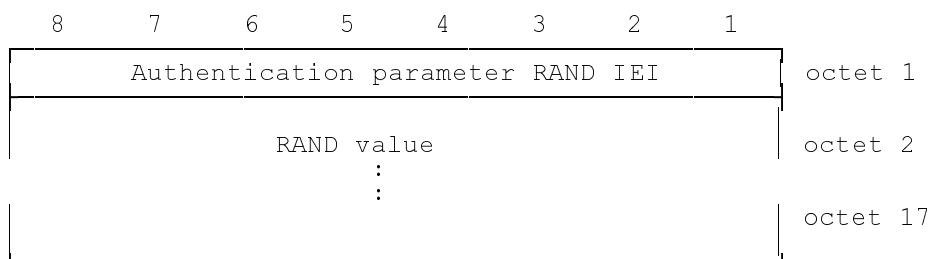 8 7 6 5 4 3 2 1
Authentication parameter RAND IEI octet 1
RAND value octet 2
:
:
octet 17